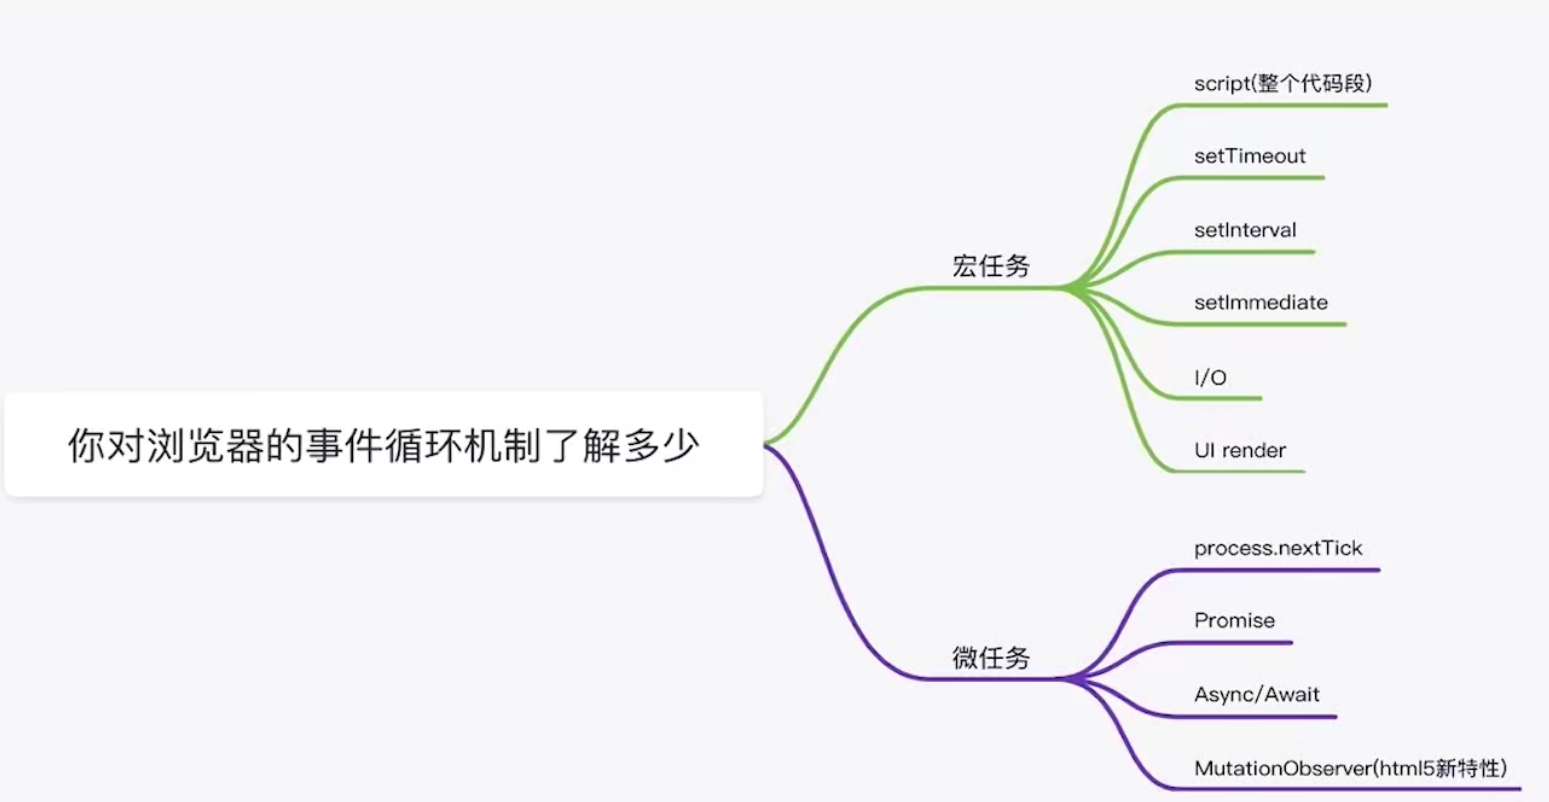 你对浏览器的事件循环机制了解多少
宏任务
script(整个代码段)
setTimeout
setInterval
setImmediate
I/O
UI render
微任务
process.nextTick
Promise
Async/Await
MutationObserver(html5新特性)